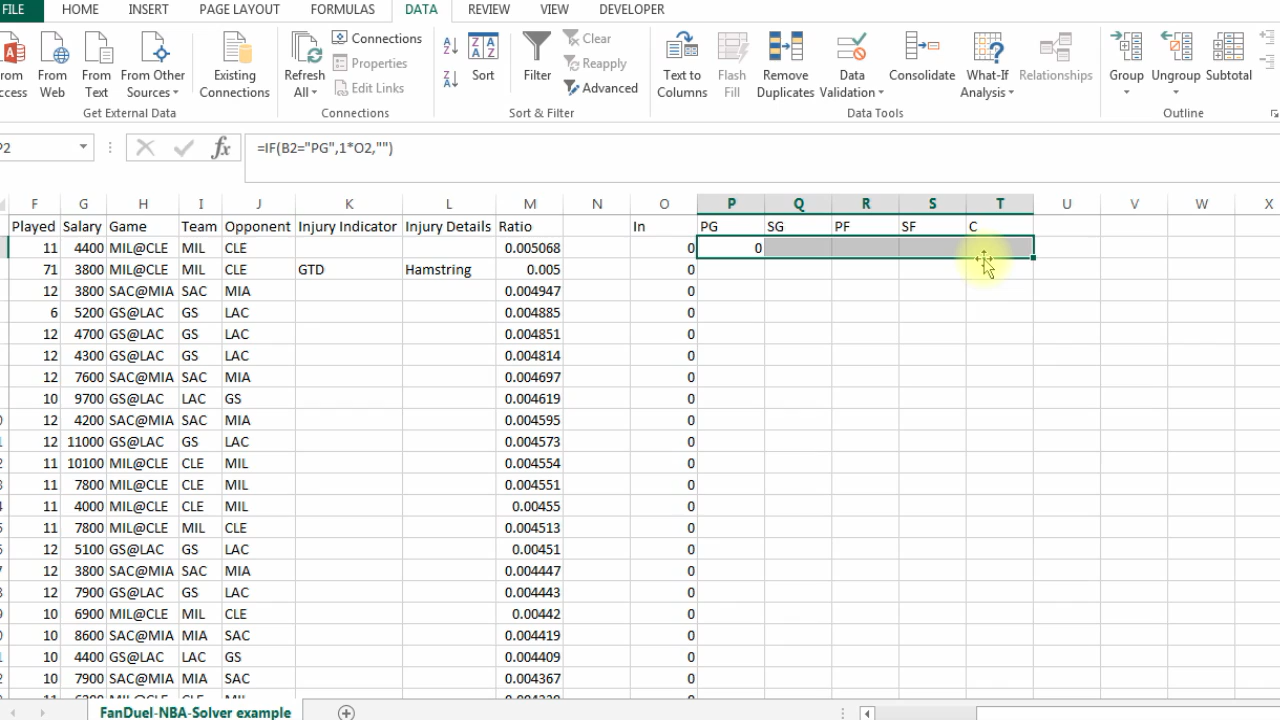 FILE HOME INSERT PAGE LAYOUT FORMULAS DATA REVIEW VIEW DEVELOPER
Connections Clear
Properties Reapply
Edit Links Advanced
From Web From Text From Other Sources Existing Connections Refresh All Sort Filter Text to Columns Flash Fill Remove Duplicates Data Validation Consolidate What-If Analysis Relationships Group Ungroup Subtotal
Get External Data Connections Sort & Filter Data Tools Outline
=IF(B2="PG",1*O2,"")
F G H I J K L M N O P Q R S T U V W X
Played Salary Game Team Opponent Injury Indicator Injury Details Ratio In PG SG PF SF C
11 4400 MIL@CLE MIL CLE 0.005068 0 0
71 3800 MIL@CLE MIL CLE GTD Hamstring 0.005 0
12 3800 SAC@MIA SAC MIA 0.004947 0
6 5200 GS@LAC GS LAC 0.004885 0
12 4700 GS@LAC GS LAC 0.004851 0
12 4300 GS@LAC GS LAC 0.004814 0
12 7600 SAC@MIA SAC MIA 0.004697 0
10 9700 GS@LAC LAC GS 0.004619 0
12 4200 SAC@MIA SAC MIA 0.004595 0
12 11000 GS@LAC GS LAC 0.004573 0
11 10100 MIL@CLE CLE MIL 0.004554 0
11 7800 MIL@CLE CLE MIL 0.004551 0
11 4000 MIL@CLE CLE MIL 0.00455 0
11 7800 MIL@CLE MIL CLE 0.004513 0
12 5100 GS@LAC GS LAC 0.00451 0
12 3800 SAC@MIA SAC MIA 0.004447 0
12 7900 GS@LAC GS LAC 0.004443 0
10 6900 MIL@CLE MIL CLE 0.00442 0
10 8600 SAC@MIA MIA SAC 0.004419 0
10 4400 GS@LAC LAC GS 0.004409 0
10 7900 SAC@MIA MIA SAC 0.004367 0
FanDuel-NBA-Solver example